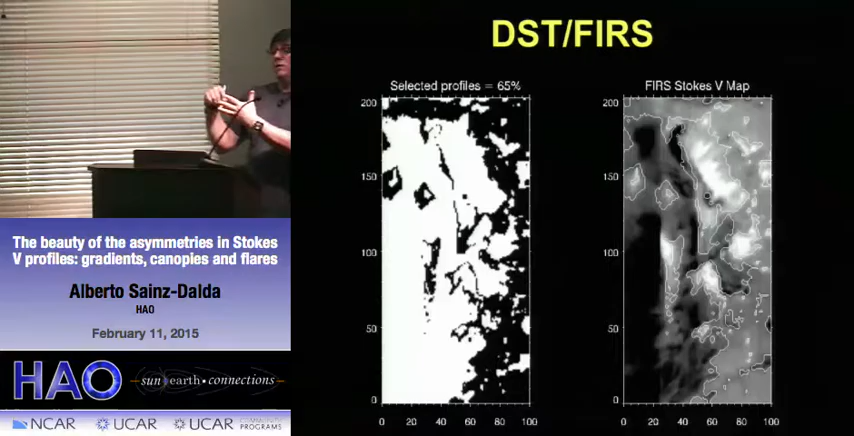 DST/FIRS
Selected profiles = 65%
200
150
100
50
0
0 20 40 60 80 100
FIRS Stokes V Map
200
150
100
50
0
0 20 40 60 80 100
The beauty of the asymmetries in Stokes
V profiles: gradients, canopies and flares
Alberto Sainz-Dalda
HAO
February 11, 2015
HAO
sun earth • connections
NCAR UCAR UCAR COMMUNITY
PROGRAMS